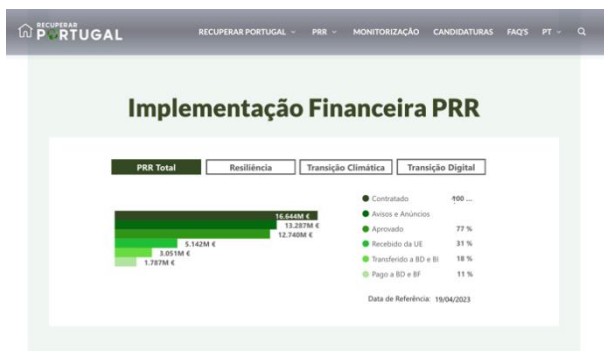 RECUPERAR
PORTUGAL
RECUPERAR PORTUGAL PRR MONITORIZAÇÃO CANDIDATURAS FAQ'S PT
Implementação Financeira PRR
PRR Total Resiliência Transição Climática Transição Digital
16.644M €
13.287M €
12.740M €
5.142M €
3.051M €
1.787M €
Contratado 100 ...
Avisos e Anúncios
Aprovado 77 %
Recebido da UE 31 %
Transferido a BD e BI 18 %
Pago a BD e BF 11 %
Data de Referência: 19/04/2023